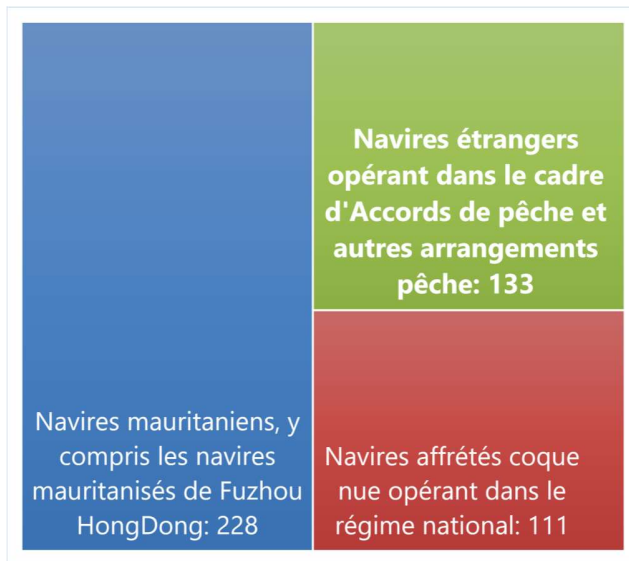 Navires étrangers
opérant dans le cadre
d'Accords de pêche et
autres arrangements
pêche: 133
Navires mauritaniens, y
compris les navires
mauritanisés de Fuzhou
HongDong: 228
Navires affrétés coque
nue opérant dans le
régime national: 111